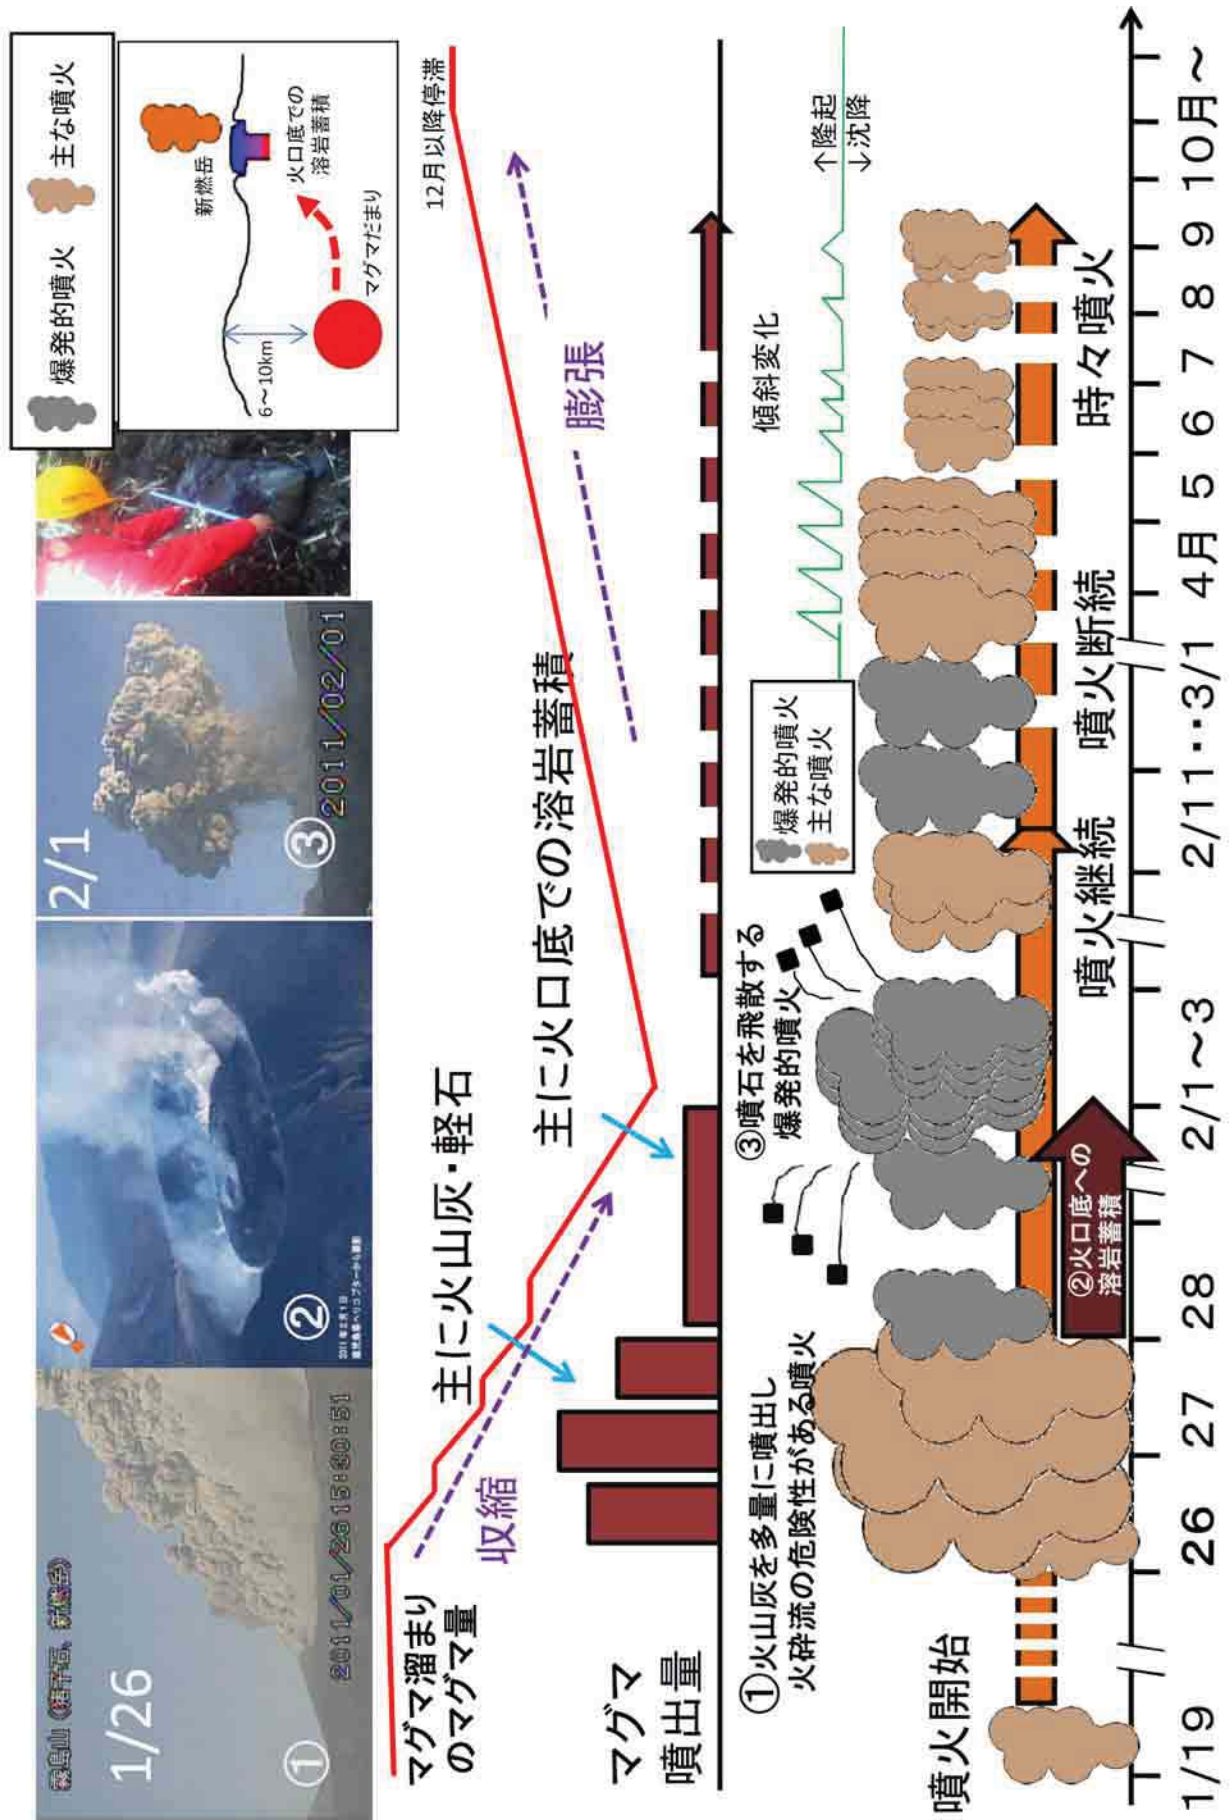 爆発的噴火
主な噴火
霧島山
1/26
①
2011/01/26 15:30:51
②
2/1
③
2011/02/01
新燃岳
火口底での
溶岩蓄積
6～10km
マグマだまり
マグマ溜まり
のマグマ量
収縮
主に火山灰・軽石
主に火口底での溶岩蓄積
膨張
12月以降停滞
マグマ
噴出量
①火山灰を多量に噴出し
火砕流の危険性がある噴火
③噴石を飛散する
爆発的噴火
爆発的噴火
主な噴火
傾斜変化
↑隆起
↓沈降
噴火開始
②火口底への
溶岩蓄積
噴火継続
噴火断続
時々噴火
1/19
26
27
28
2/1～3
2/11‥3/1
4月
5
6
7
8
9
10月～